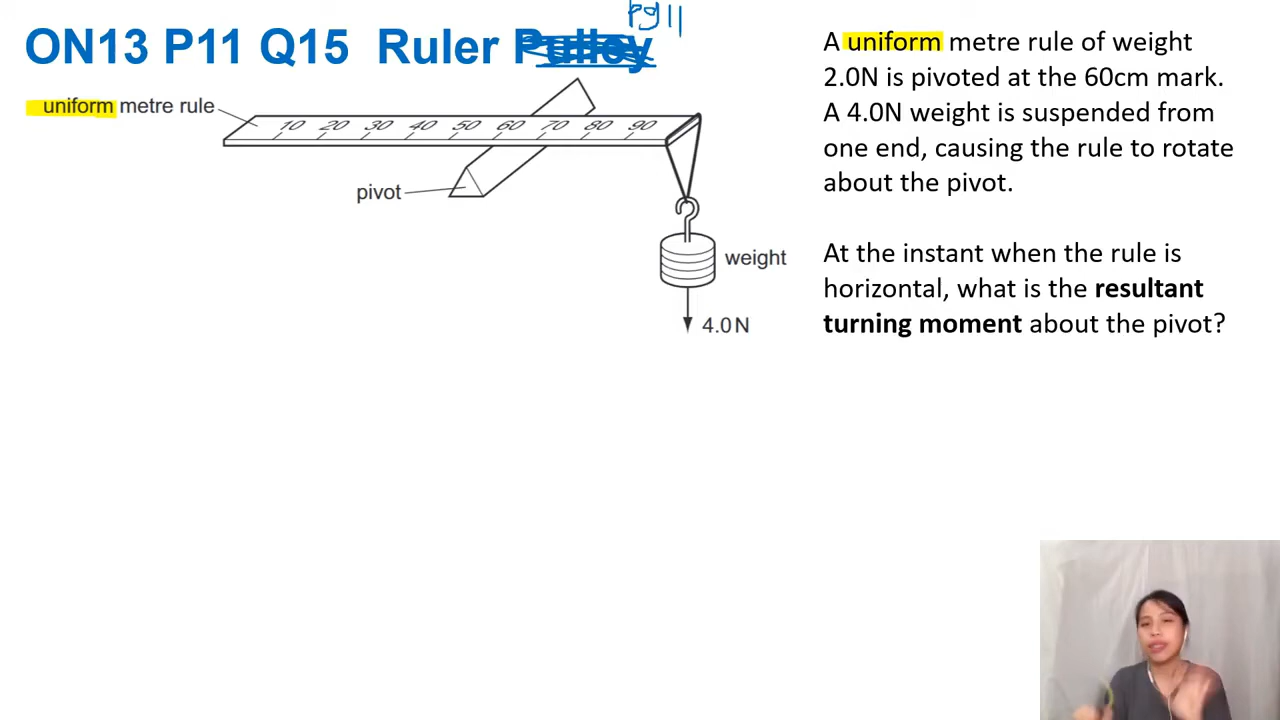 pg 11
ON13 P11 Q15 Ruler Pulley
uniform metre rule
10 20 30 40 50 60 70 80 90
pivot
weight
4.0 N
A uniform metre rule of weight
2.0N is pivoted at the 60cm mark.
A 4.0N weight is suspended from
one end, causing the rule to rotate
about the pivot.
At the instant when the rule is
horizontal, what is the resultant
turning moment about the pivot?